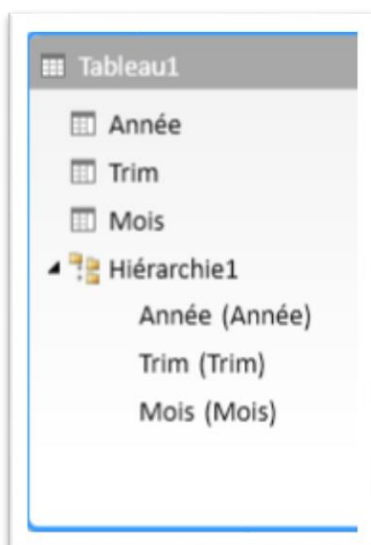 Tableau1
Année
Trim
Mois
Hiérarchie1
Année (Année)
Trim (Trim)
Mois (Mois)